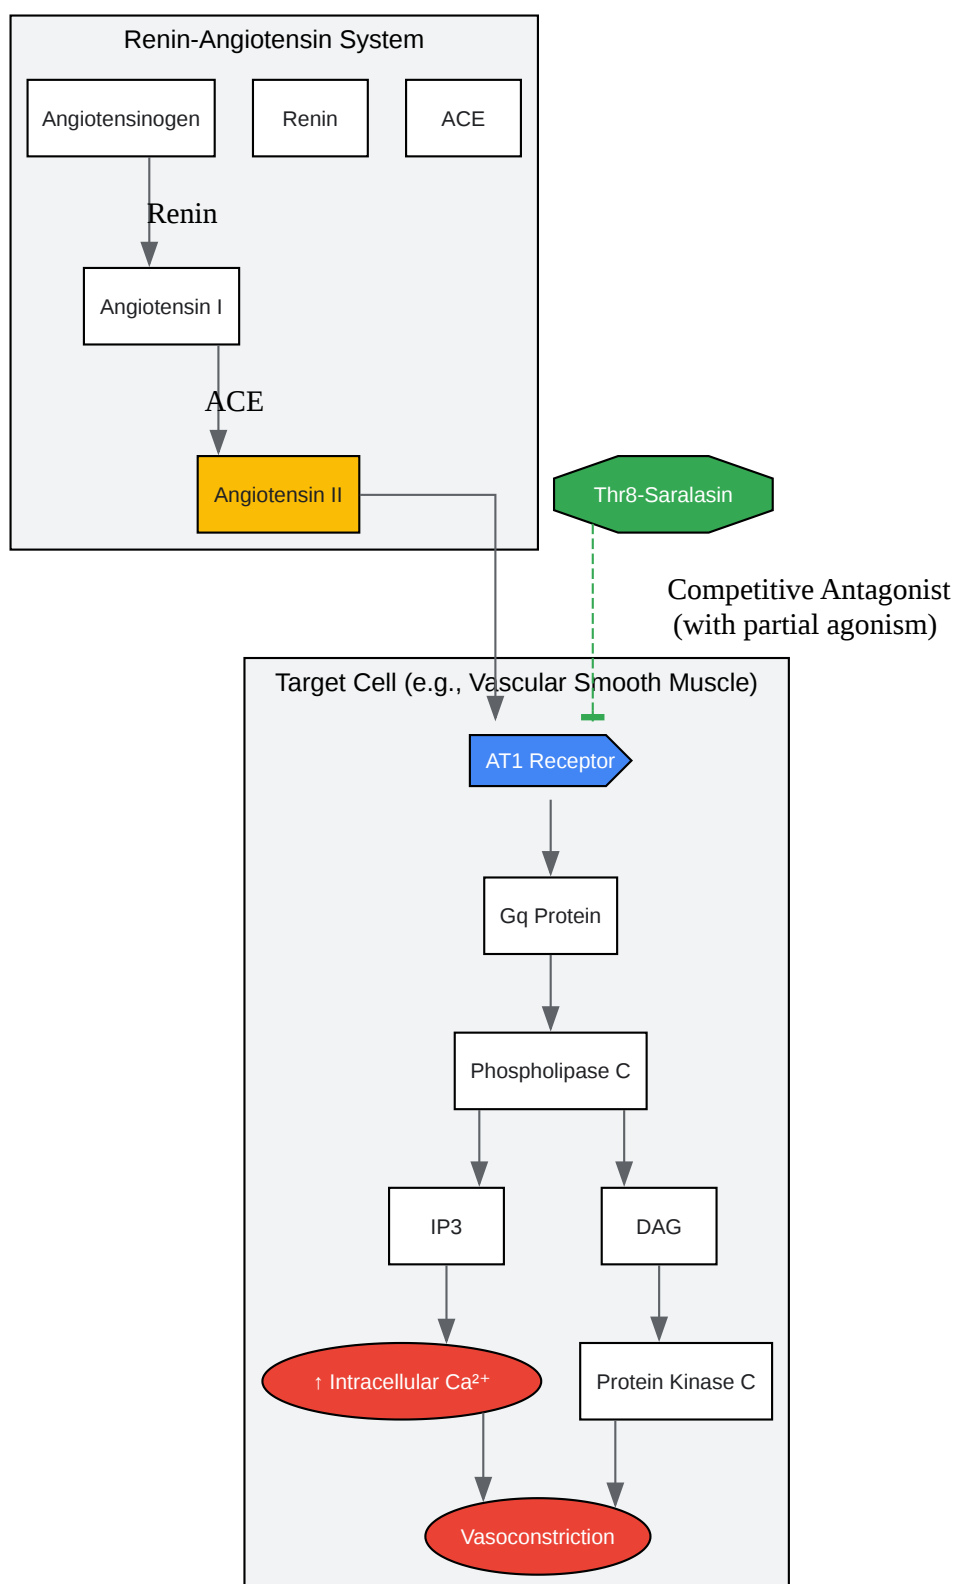 Renin-Angiotensin System
Angiotensinogen
Renin
ACE
Renin
Angiotensin I
ACE
Angiotensin II
Thr8-Saralasin
Competitive Antagonist
(with partial agonism)
Target Cell (e.g., Vascular Smooth Muscle)
AT1 Receptor
Gq Protein
Phospholipase C
IP3
DAG
↑ Intracellular Ca²⁺
Protein Kinase C
Vasoconstriction